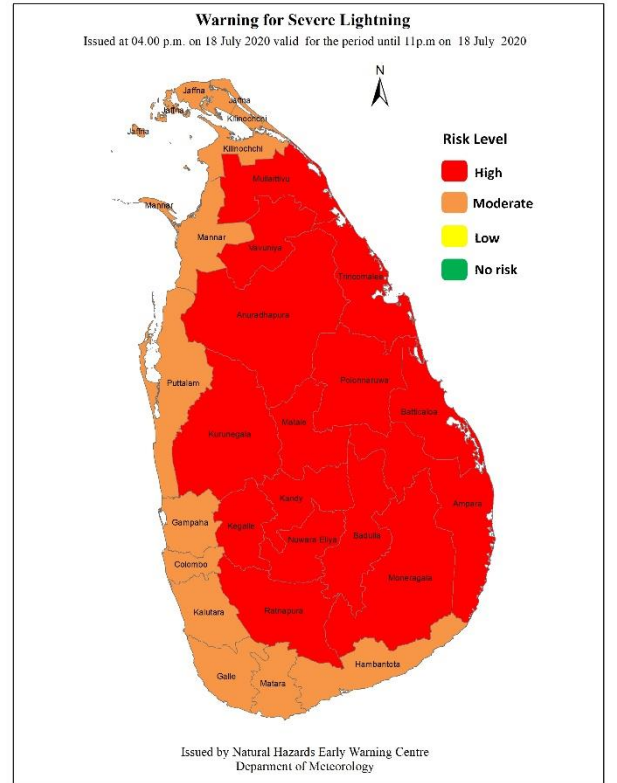 Warning for Severe Lightning
Issued at 04.00 p.m. on 18 July 2020 valid for the period until 11p.m on 18 July 2020
N
Jaffna
Jaffna
Jaffna
Kilinochchi
Jaffna
Kilinochchi
Risk Level
High
Moderate
Low
No risk
Mullaittivu
Mannar
Mannar
Vavuniya
Trincomalee
Anuradhapura
Puttalam
Polonnaruwa
Batticaloa
Kurunegala
Matale
Kandy
Ampara
Gampaha
Kegalle
Nuwara Eliya
Badulla
Colombo
Moneragala
Kalutara
Ratnapura
Hambantota
Galle
Matara
Issued by Natural Hazards Early Warning Centre
Department of Meteorology